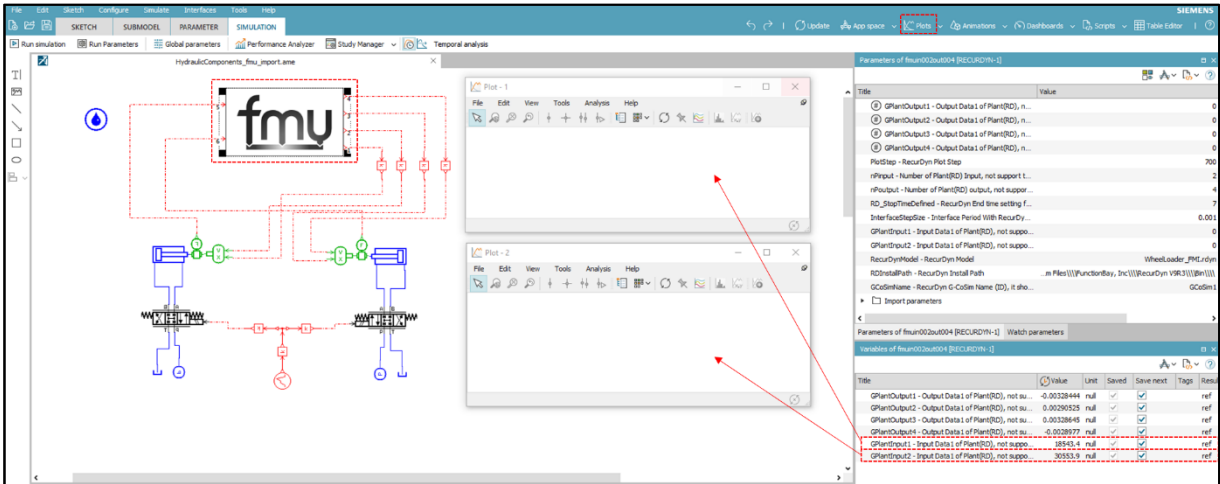 File Edit Sketch Configure Simulate Interfaces Tools Help
SIEMENS
SKETCH SUBMODEL PARAMETER SIMULATION
Update App space Plots Animations Dashboards Scripts Table Editor
Run simulation Run Parameters Global parameters Performance Analyzer Study Manager Temporal analysis
HydraulicComponents_fmu_import.ame
fmu
Plot - 1
File Edit View Tools Analysis Help
Plot - 2
File Edit View Tools Analysis Help
Parameters of fmuin002out004 [RECURDYN-1]
Title Value
GPlantOutput1 - Output Data1 of Plant(RD), n... 0
GPlantOutput2 - Output Data1 of Plant(RD), n... 0
GPlantOutput3 - Output Data1 of Plant(RD), n... 0
GPlantOutput4 - Output Data1 of Plant(RD), n... 0
PlotStep - RecurDyn Plot Step 700
nPinput - Number of Plant(RD) Input, not support t... 2
nPoutput - Number of Plant(RD) output, not suppor... 4
RD_StopTimeDefined - RecurDyn End time setting f... 7
InterfaceStepSize - Interface Period With RecurDy... 0.001
GPlantInput1 - Input Data1 of Plant(RD), not suppo... 0
GPlantInput2 - Input Data1 of Plant(RD), not suppo... 0
RecurDynModel - RecurDyn Model WheelLoader_FMI.rdyn
RDInstallPath - RecurDyn Install Path ...m Files\\\\FunctionBay, Inc\\\\RecurDyn V9R3\\\\Bin\\\\
GCoSimName - RecurDyn G-CoSim Name (ID), it sho... GCoSim1
Import parameters
Parameters of fmuin002out004 [RECURDYN-1] Watch parameters
Variables of fmuin002out004 [RECURDYN-1]
Title Value Unit Saved Save next Tags Resul
GPlantOutput1 - Output Data1 of Plant(RD), not su... -0.00328444 null ref
GPlantOutput2 - Output Data1 of Plant(RD), not su... 0.00290525 null ref
GPlantOutput3 - Output Data1 of Plant(RD), not su... 0.00328645 null ref
GPlantOutput4 - Output Data1 of Plant(RD), not su... -0.0028977 null ref
GPlantInput1 - Input Data1 of Plant(RD), not suppo... 18543.4 null ref
GPlantInput2 - Input Data1 of Plant(RD), not suppo... 30553.9 null ref